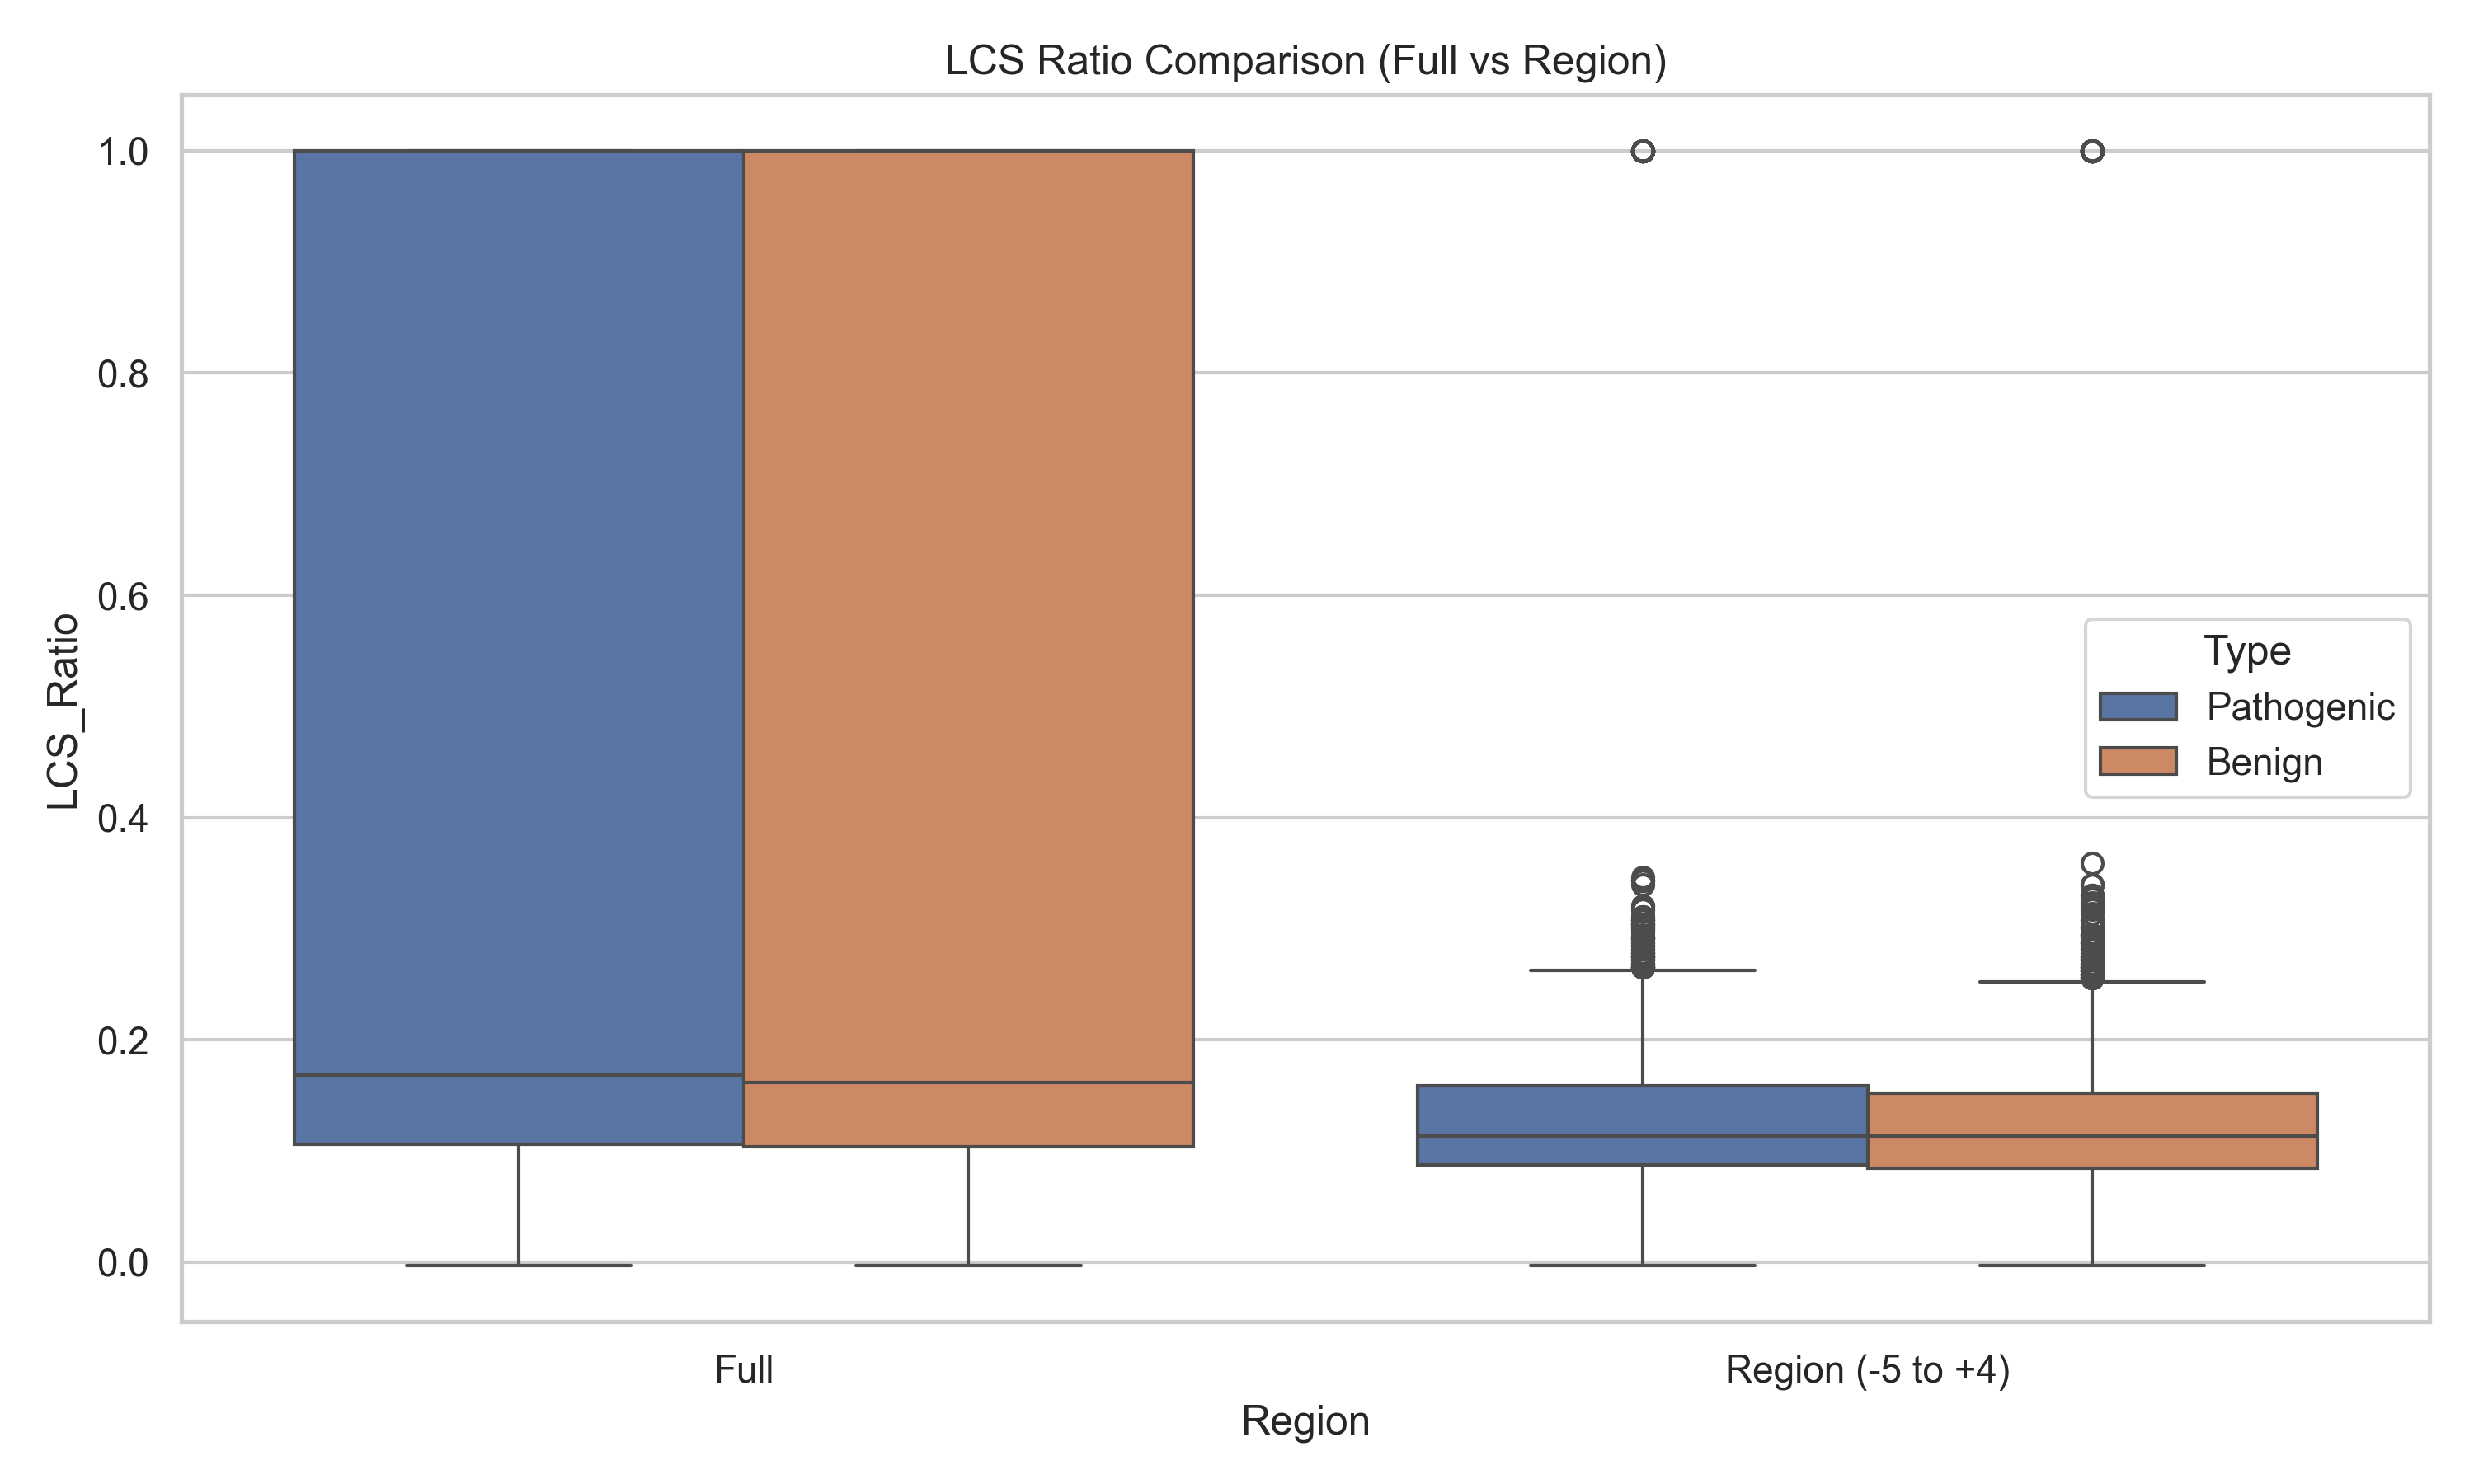 LCS Ratio Comparison (Full vs Region)
1.0
0.8
0.6
0.4
0.2
0.0
LCS_Ratio
Type
Pathogenic
Benign
Full
Region (-5 to +4)
Region